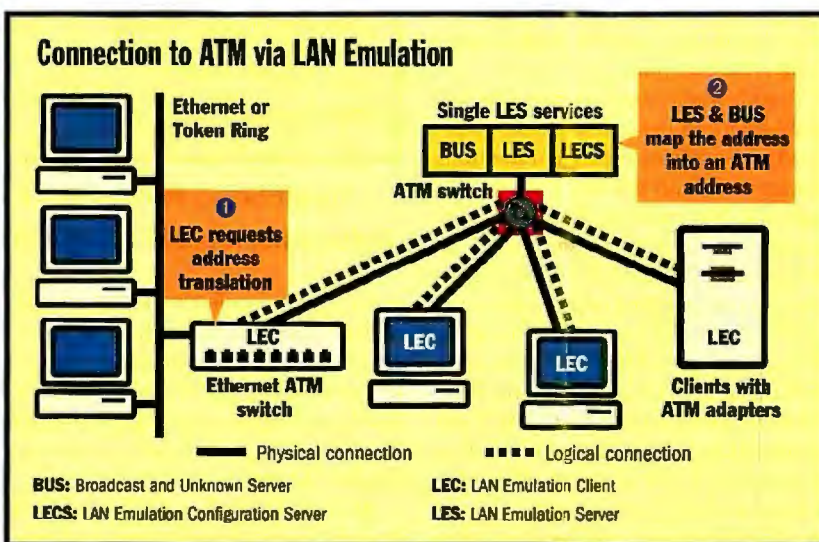 Connection to ATM via LAN Emulation
Ethernet or
Token Ring
Single LES services
BUS LES LECS
ATM switch
2
LES & BUS
map the address
into an ATM
address
1
LEC requests
address
translation
LEC
Ethernet ATM
switch
LEC
LEC
LEC
Clients with
ATM adapters
Physical connection
Logical connection
BUS: Broadcast and Unknown Server
LEC: LAN Emulation Client
LECS: LAN Emulation Configuration Server
LES: LAN Emulation Server